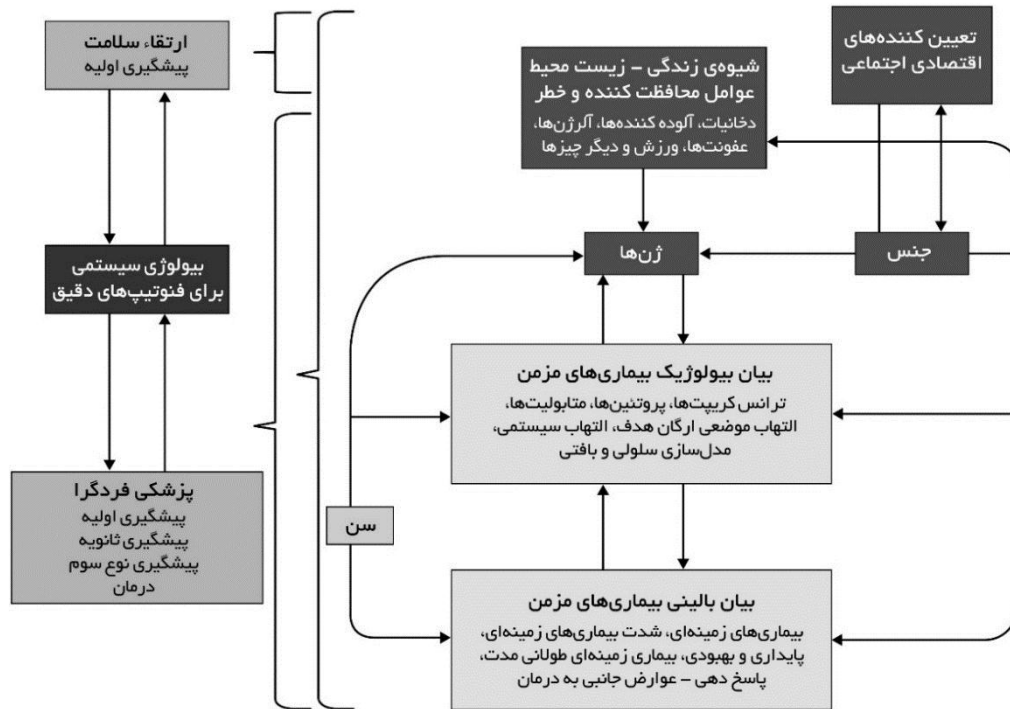 تعیین کننده‌های
اقتصادی اجتماعی
شیوه‌ی زندگی – زیست محیط
عوامل محافظت کننده و خطر
دخانیات، آلوده کننده‌ها، آلرژن‌ها،
عفونت‌ها، ورزش و دیگر چیزها
ارتقاء سلامت
پیشگیری اولیه
جنس
ژن‌ها
بیولوژی سیستمی
برای فنوتیپ‌های دقیق
بیان بیولوژیک بیماری‌های مزمن
ترانس کریپت‌ها، پروتئین‌ها، متابولیت‌ها،
التهاب موضعی ارگان هدف، التهاب سیستمی،
مدل‌سازی سلولی و بافتی
سن
پزشکی فردگرا
پیشگیری اولیه
پیشگیری ثانویه
پیشگیری نوع سوم
درمان
بیان بالینی بیماری‌های مزمن
بیماری‌های زمینه‌ای، شدت بیماری‌های زمینه‌ای،
پایداری و بهبودی، بیماری زمینه‌ای طولانی مدت،
پاسخ دهی – عوارض جانبی به درمان